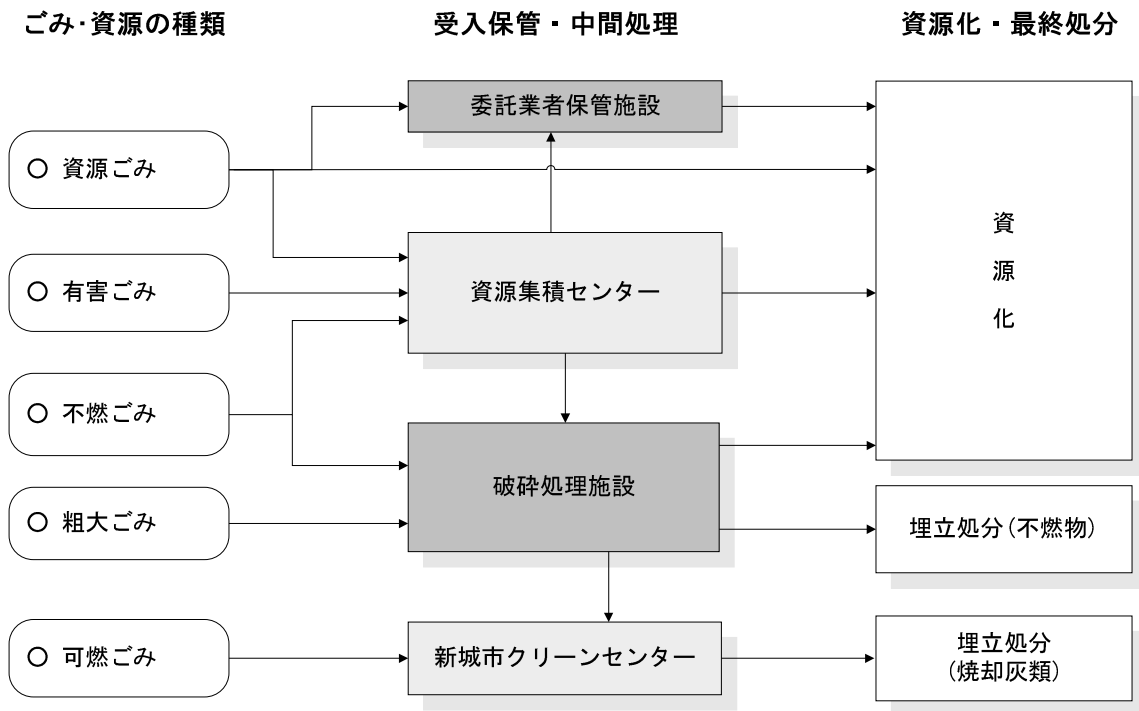 ごみ･資源の種類
受入保管・中間処理
資源化・最終処分
○ 資源ごみ
○ 有害ごみ
○ 不燃ごみ
○ 粗大ごみ
○ 可燃ごみ
委託業者保管施設
資源集積センター
破砕処理施設
新城市クリーンセンター
資
源
化
埋立処分(不燃物)
埋立処分
(焼却灰類)